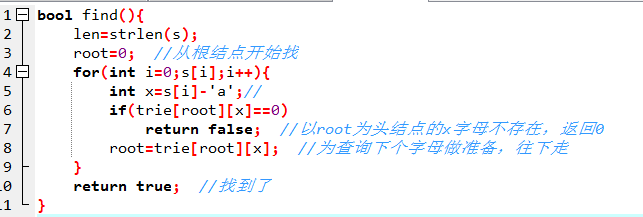 1 bool find(){
2 len=strlen(s);
3 root=0; //从根结点开始找
4 for(int i=0;s[i];i++){
5 int x=s[i]-'a';//
6 if(trie[root][x]==0)
7 return false; //以root为头结点的x字母不存在，返回0
8 root=trie[root][x]; //为查询下个字母做准备，往下走
9 }
10 return true; //找到了
11 }